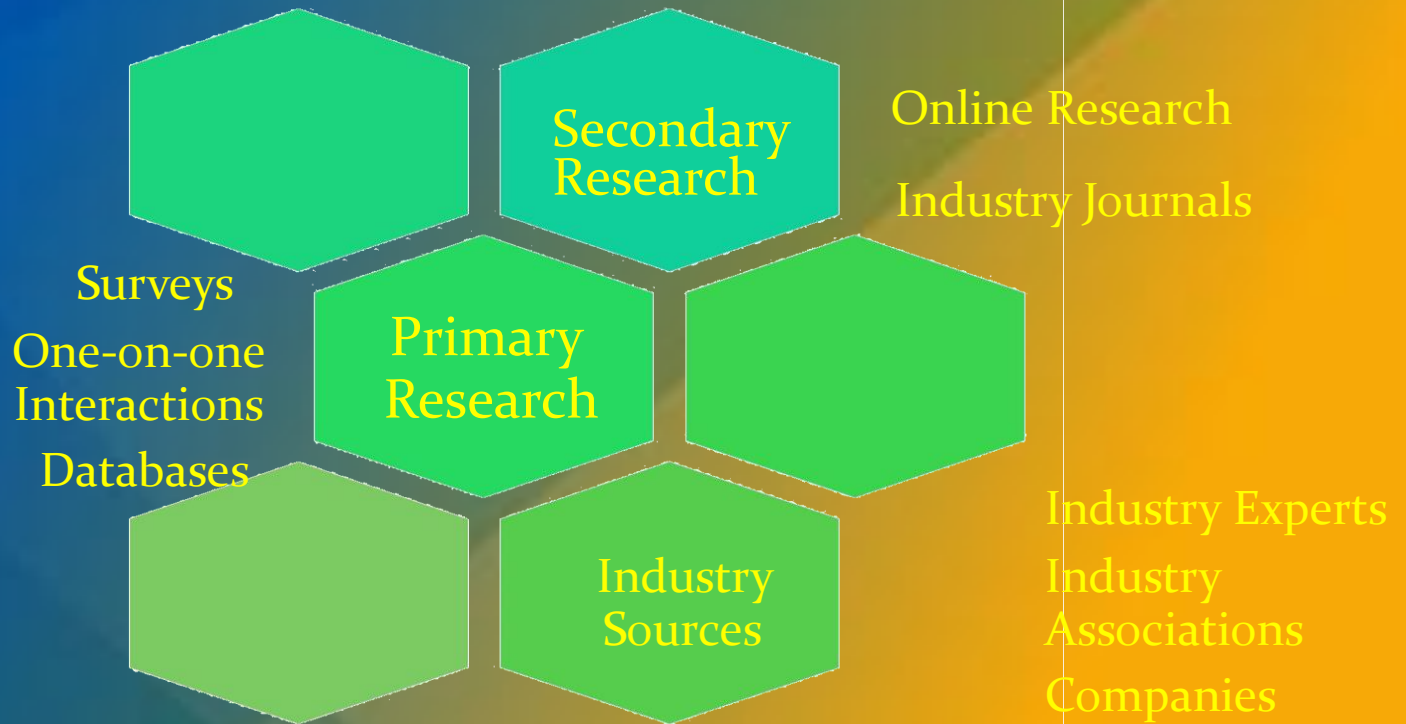 Secondary
Research
Online Research
Industry Journals
Surveys
One-on-one
Interactions
Databases
Primary
Research
Industry
Sources
Industry Experts
Industry
Associations
Companies